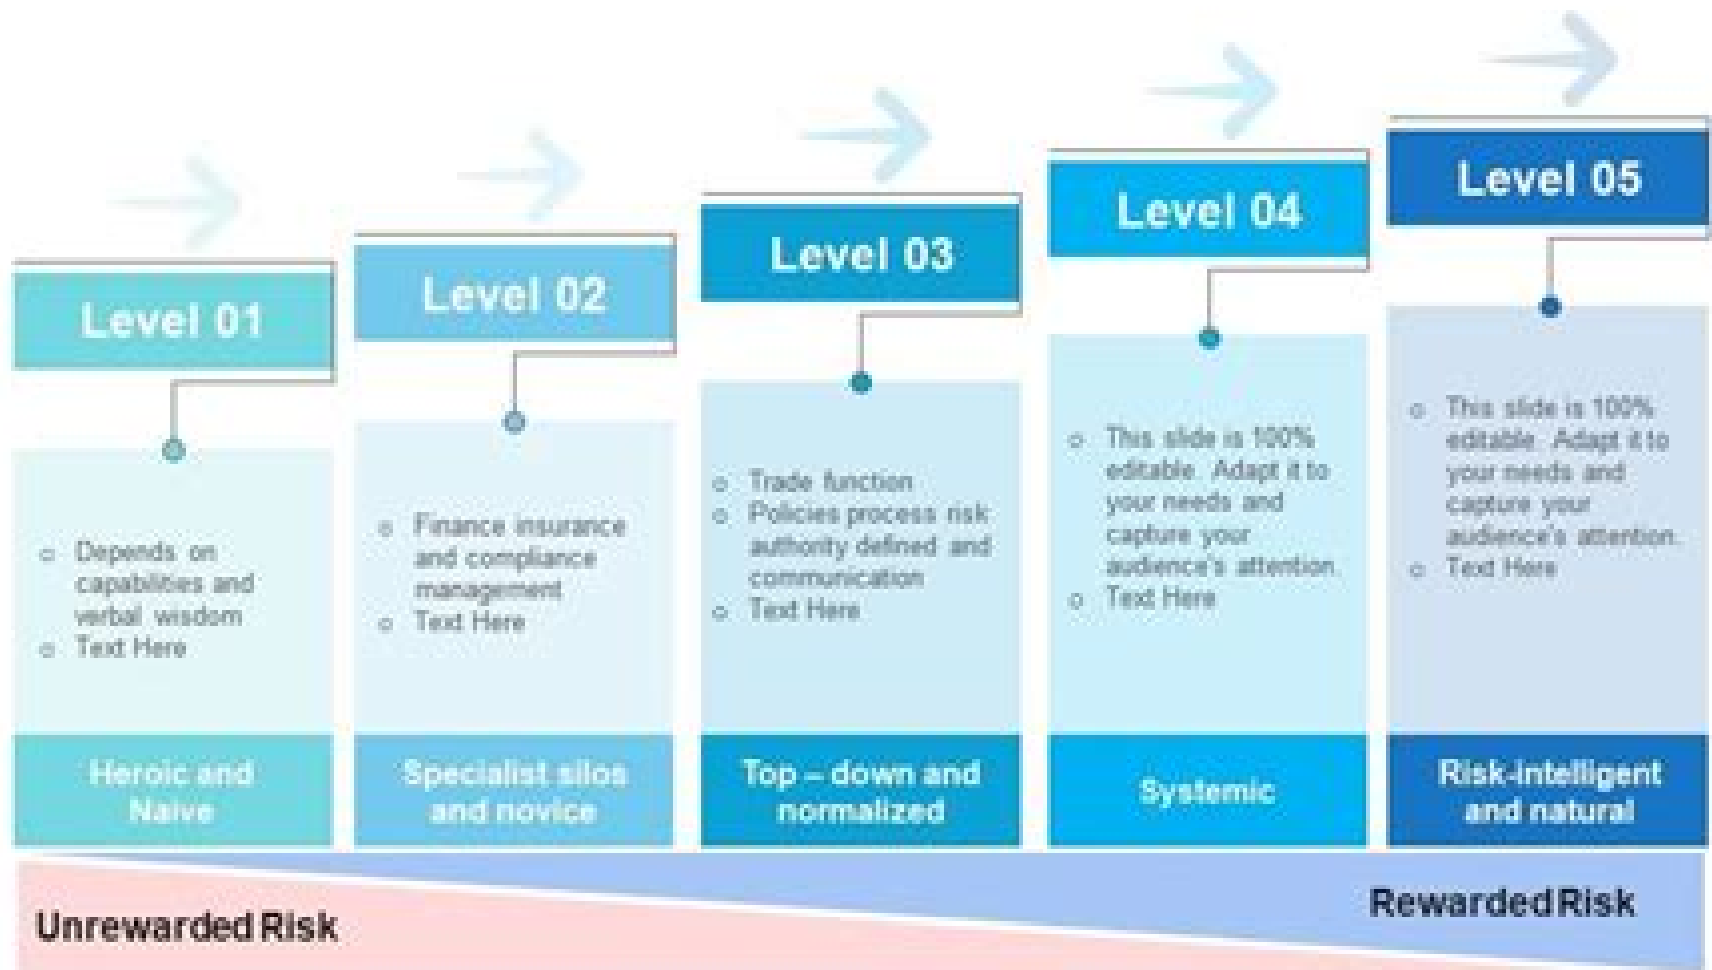 Level 01
Depends on
capabilities and
verbal wisdom
Text Here
Heroic and
Naive
Level 02
Finance insurance
and compliance
management
Text Here
Specialist silos
and novice
Level 03
Trade function
Policies process risk
authority defined and
communication
Text Here
Top – down and
normalized
Level 04
This slide is 100%
editable. Adapt it to
your needs and
capture your
audience's attention.
Text Here
Systemic
Level 05
This slide is 100%
editable. Adapt it to
your needs and
capture your
audience's attention.
Text Here
Risk-intelligent
and natural
Unrewarded Risk
Rewarded Risk